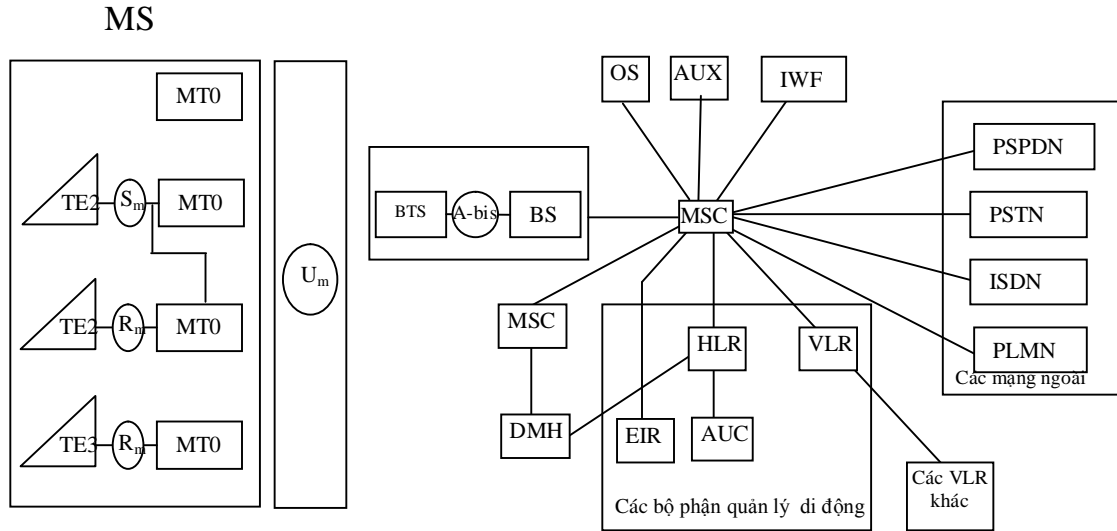 MS
MT0
TE2
Sm
MT0
TE2
Rm
MT0
TE3
Rm
MT0
Um
BTS
A-bis
BS
OS
AUX
IWF
MSC
PSPDN
PSTN
ISDN
PLMN
Các mạng ngoài
MSC
HLR
VLR
DMH
EIR
AUC
Các bộ phận quản lý di động
Các VLR
khác